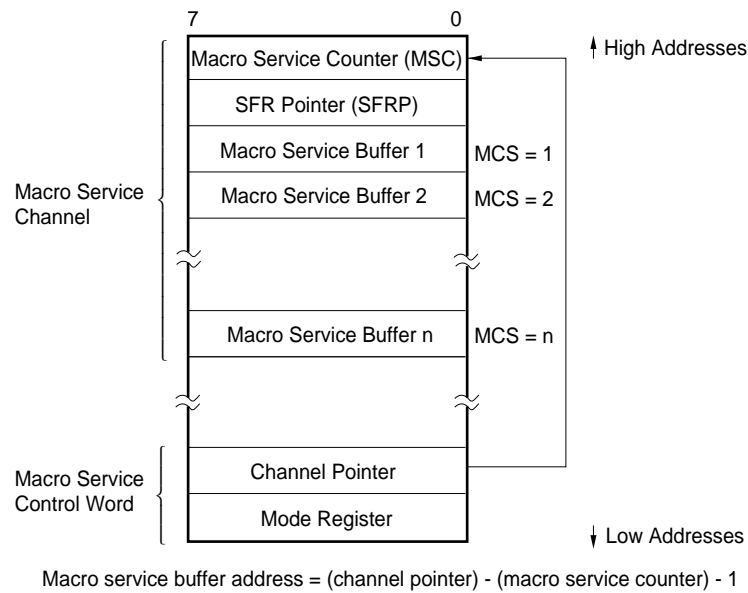 7 0
Macro Service Counter (MSC)
High Addresses
SFR Pointer (SFRP)
Macro Service Buffer 1
MCS = 1
Macro Service Buffer 2
MCS = 2
Macro Service
Channel
Macro Service Buffer n
MCS = n
Channel Pointer
Macro Service
Control Word
Mode Register
Low Addresses
Macro service buffer address = (channel pointer) - (macro service counter) - 1